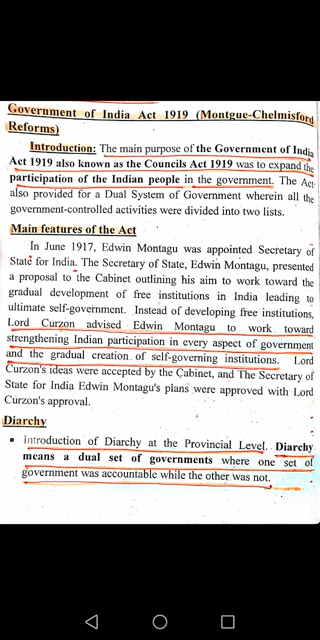 Government of India Act 1919 (Montgue-Chelmisford
Reforms)
Introduction: The main purpose of the Government of India
Act 1919 also known as the Councils Act 1919 was to expand the
participation of the Indian people in the government. The Act
also provided for a Dual System of Government wherein all the
government-controlled activities were divided into two lists.
Main features of the Act
In June 1917, Edwin Montagu was appointed Secretary of
State for India. The Secretary of State, Edwin Montagu, presented
a proposal to the Cabinet outlining his aim to work toward the
gradual development of free institutions in India leading to
ultimate self-government. Instead of developing free institutions,
Lord Curzon advised Edwin Montagu to work toward
strengthening Indian participation in every aspect of government
and the gradual creation of self-governing institutions. Lord
Curzon's ideas were accepted by the Cabinet, and The Secretary of
State for India Edwin Montagu's plans were approved with Lord
Curzon's approval.
Diarchy
• Introduction of Diarchy at the Provincial Level. Diarchy
means a dual set of governments where one set of
government was accountable while the other was not.